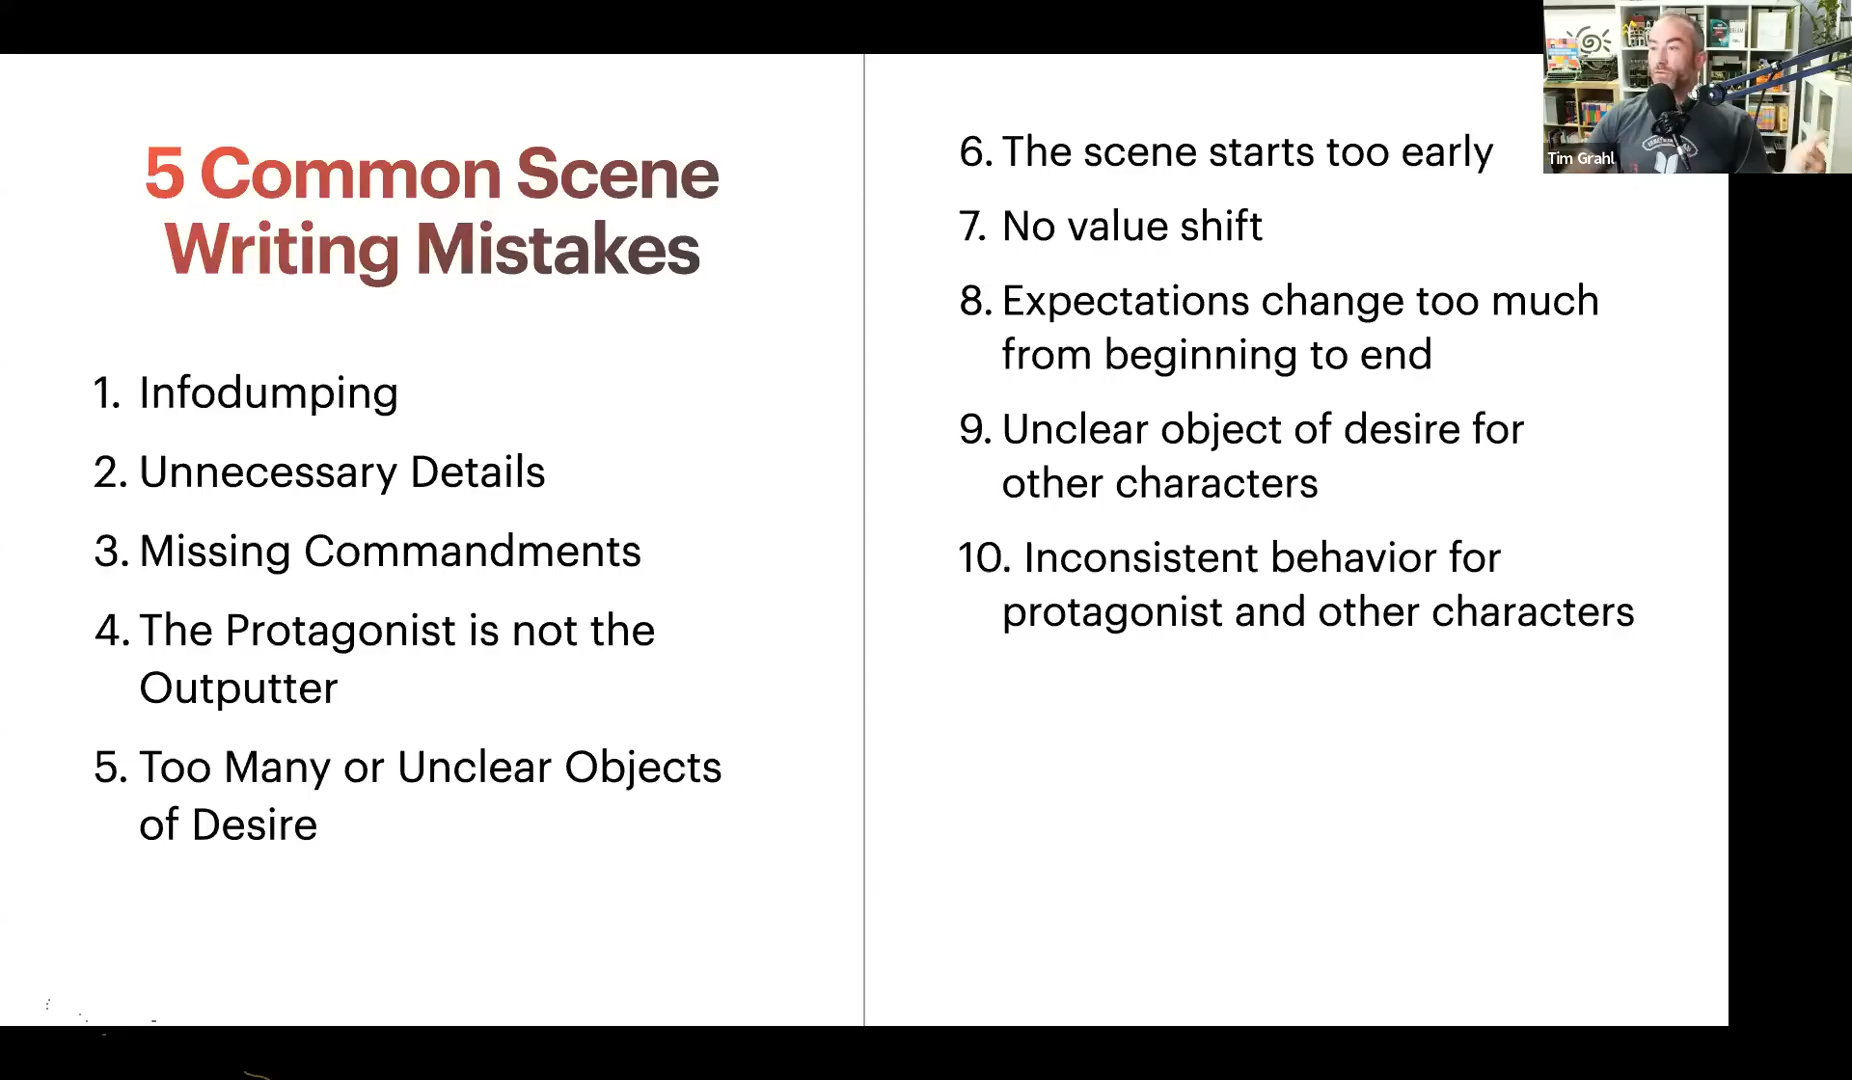 5 Common Scene
Writing Mistakes
1. Infodumping
2. Unnecessary Details
3. Missing Commandments
4. The Protagonist is not the
Outputter
5. Too Many or Unclear Objects
of Desire
6. The scene starts too early
7. No value shift
8. Expectations change too much
from beginning to end
9. Unclear object of desire for
other characters
10. Inconsistent behavior for
protagonist and other characters
Tim Grahl